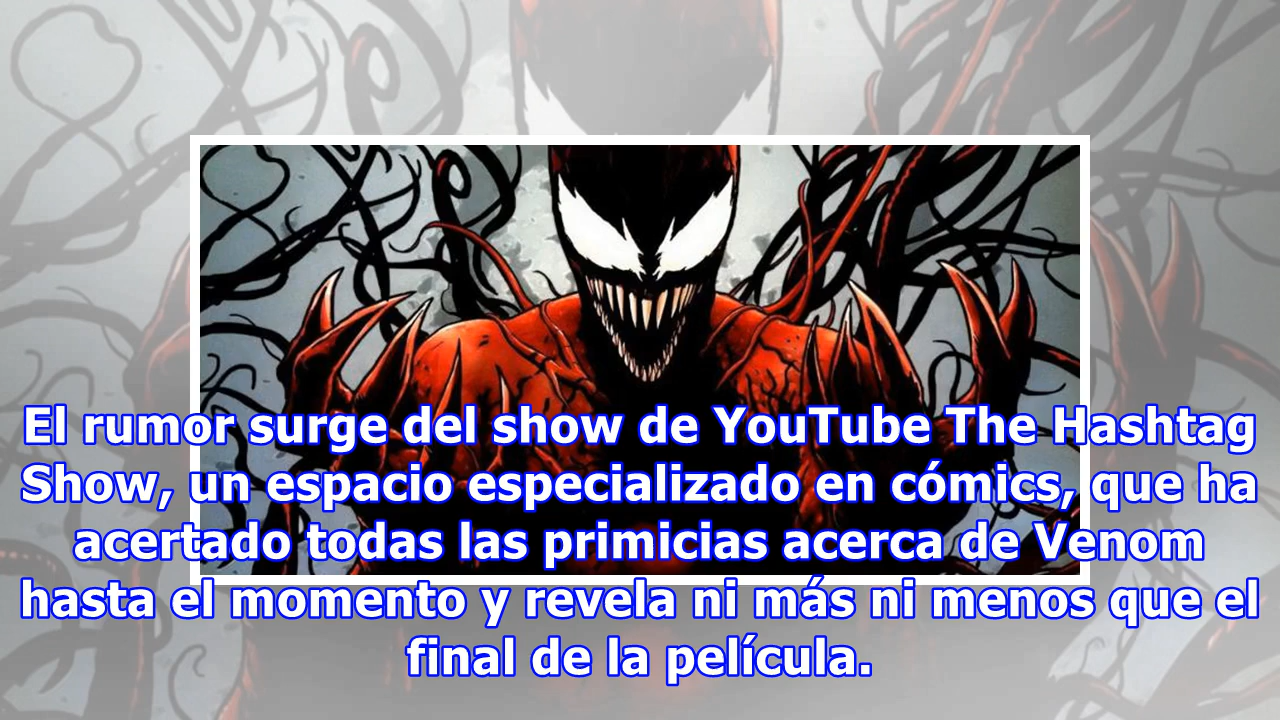 El rumor surge del show de YouTube The Hashtag
Show, un espacio especializado en cómics, que ha
acertado todas las primicias acerca de Venom
hasta el momento y revela ni más ni menos que el
final de la película.